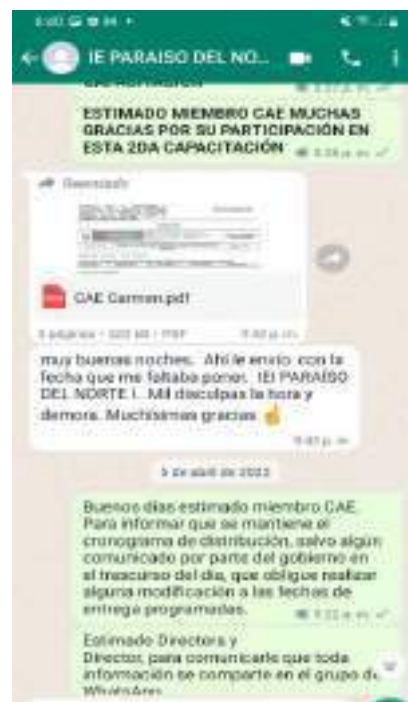 IE PARAISO DEL NO...
ESTIMADO MIEMBRO CAE MUCHAS
GRACIAS POR SU PARTICIPACIÓN EN
ESTA 2DA CAPACITACIÓN
Reenviado
CAE Carmen.pdf
muy buenas noches. Ahí le envio con la
fecha que me faltaba poner. IEI PARAÍSO
DEL NORTE I. Mil disculpas la hora y
demora. Muchísimas gracias
5 de abril de 2022
Buenos días estimado miembro CAE.
Para informar que se mantiene el
cronograma de distribución, salvo algún
comunicado por parte del gobierno en
el trascurso del dia, que obligue realizar
alguna modificación a las fechas de
entrega programadas.
Estimado Directora y
Director, para comunicarle que toda
información se comparte en el grupo de
WhatsApp